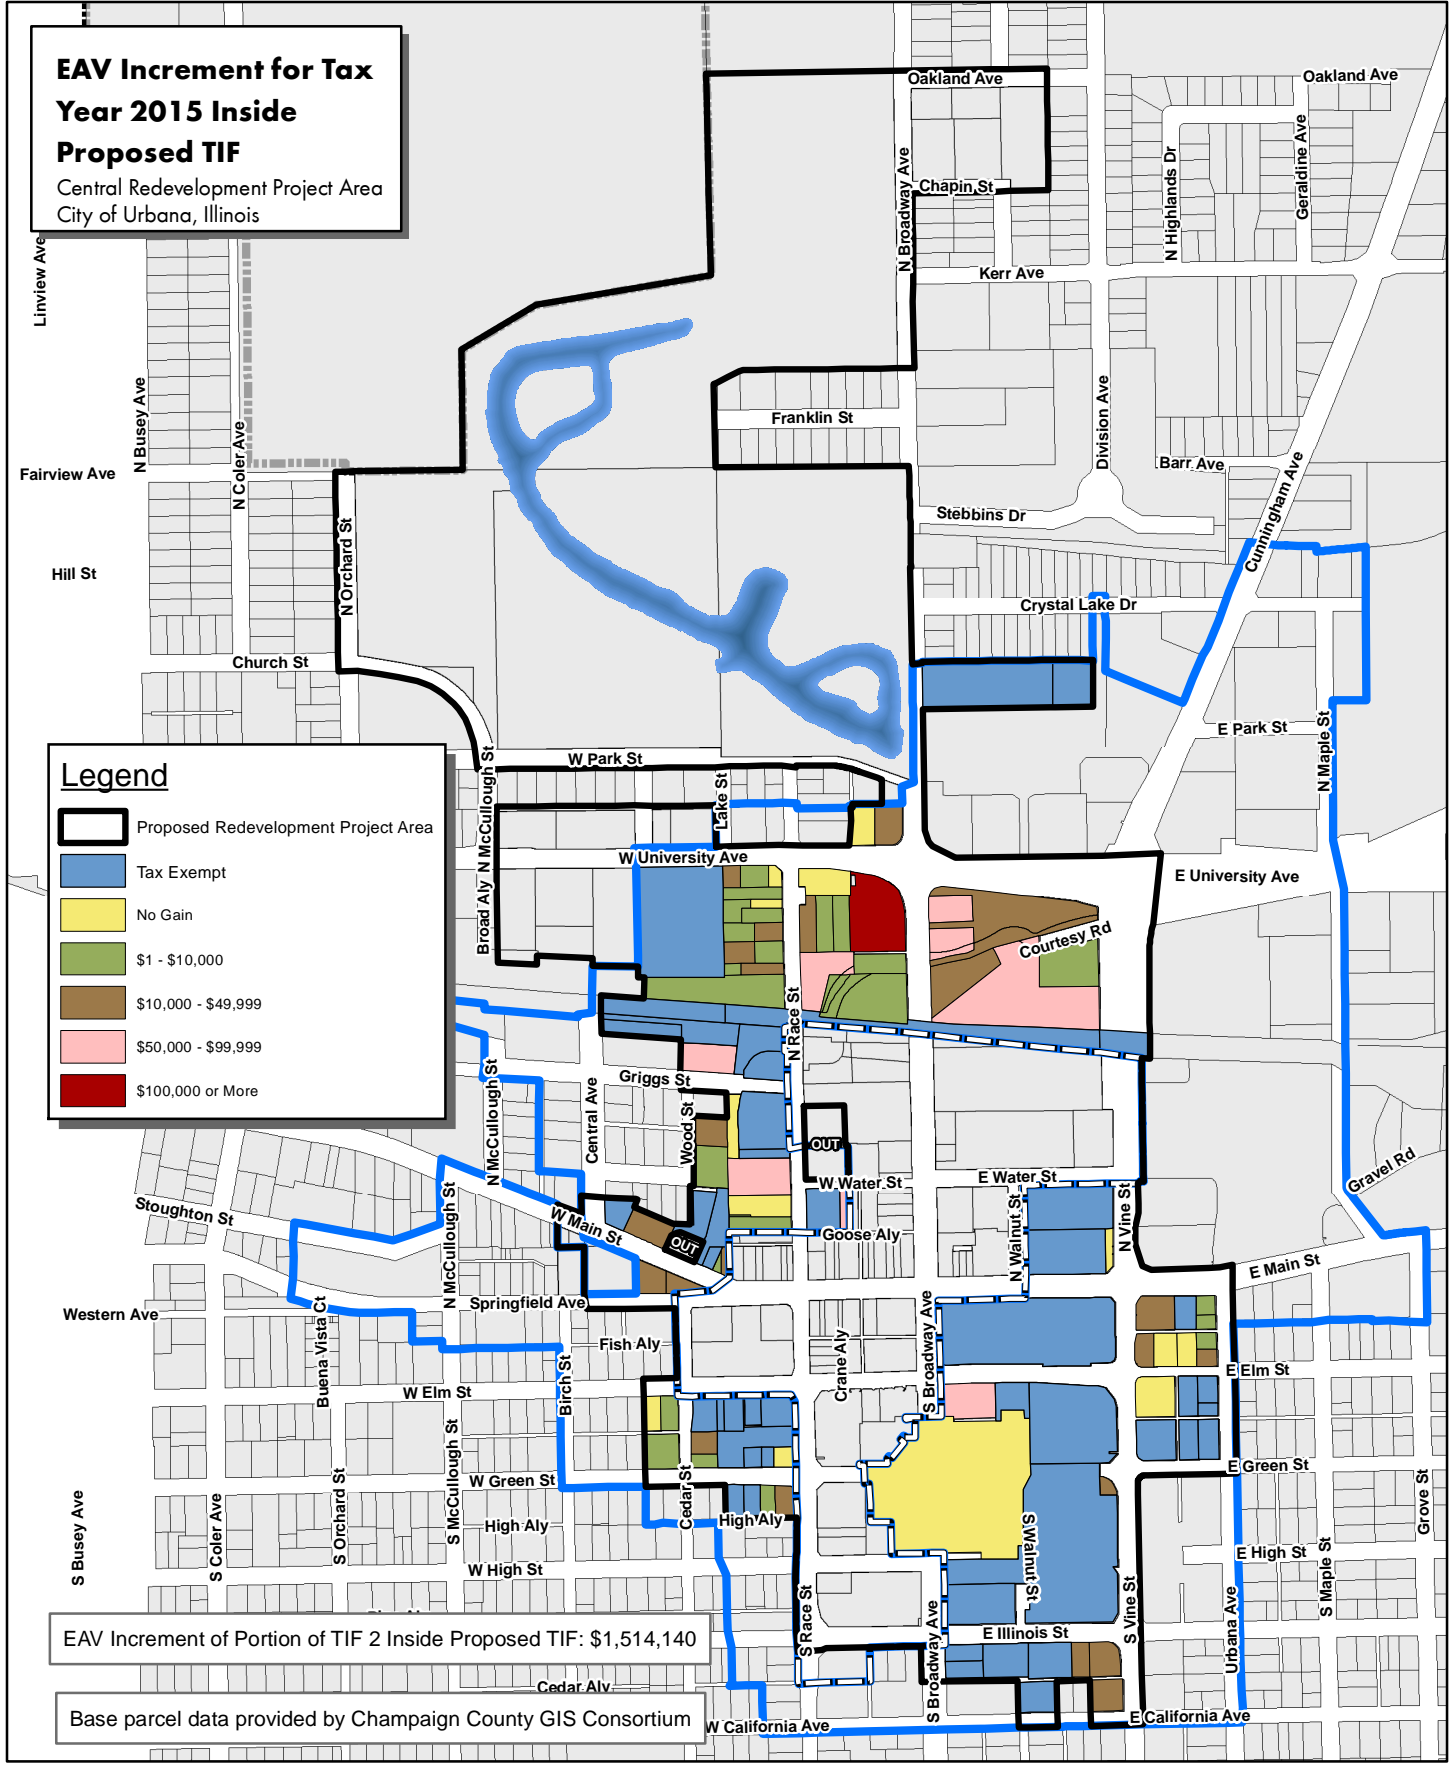 EAV Increment for Tax
Year 2015 Inside
Proposed TIF
Central Redevelopment Project Area
City of Urbana, Illinois
Oakland Ave
Oakland Ave
Geraldine Ave
N Highlands Dr
N Broadway Ave
Chapin St
Kerr Ave
Linview Ave
N Busey Ave
N Coler Ave
Fairview Ave
Franklin St
Division Ave
Barr Ave
Cunningham Ave
Stebbins Dr
N Orchard St
Hill St
Crystal Lake Dr
Church St
E Park St
N Maple St
W Park St
N McCullough St
Lake St
W University Ave
E University Ave
Broad Aly
Courtesy Rd
Legend
Proposed Redevelopment Project Area
Tax Exempt
No Gain
$1 - $10,000
$10,000 - $49,999
$50,000 - $99,999
$100,000 or More
N Race St
Griggs St
N McCullough St
Central Ave
Wood St
OUT
W Water St
E Water St
Gravel Rd
N McCullough St
Stoughton St
W Main St
OUT
Goose Aly
N Walnut St
N Vine St
E Main St
Western Ave
Buena Vista Ct
Springfield Ave
Fish Aly
Crane Aly
S Broadway Ave
E Elm St
W Elm St
Birch St
W Green St
Cedar St
E Green St
Grove St
S Busey Ave
S Coler Ave
S Orchard St
S McCullough St
High Aly
High Aly
W High St
S Walnut St
E High St
S Maple St
S Race St
S Broadway Ave
E Illinois St
S Vine St
Urbana Ave
EAV Increment of Portion of TIF 2 Inside Proposed TIF: $1,514,140
Cedar Aly
Base parcel data provided by Champaign County GIS Consortium
W California Ave
E California Ave